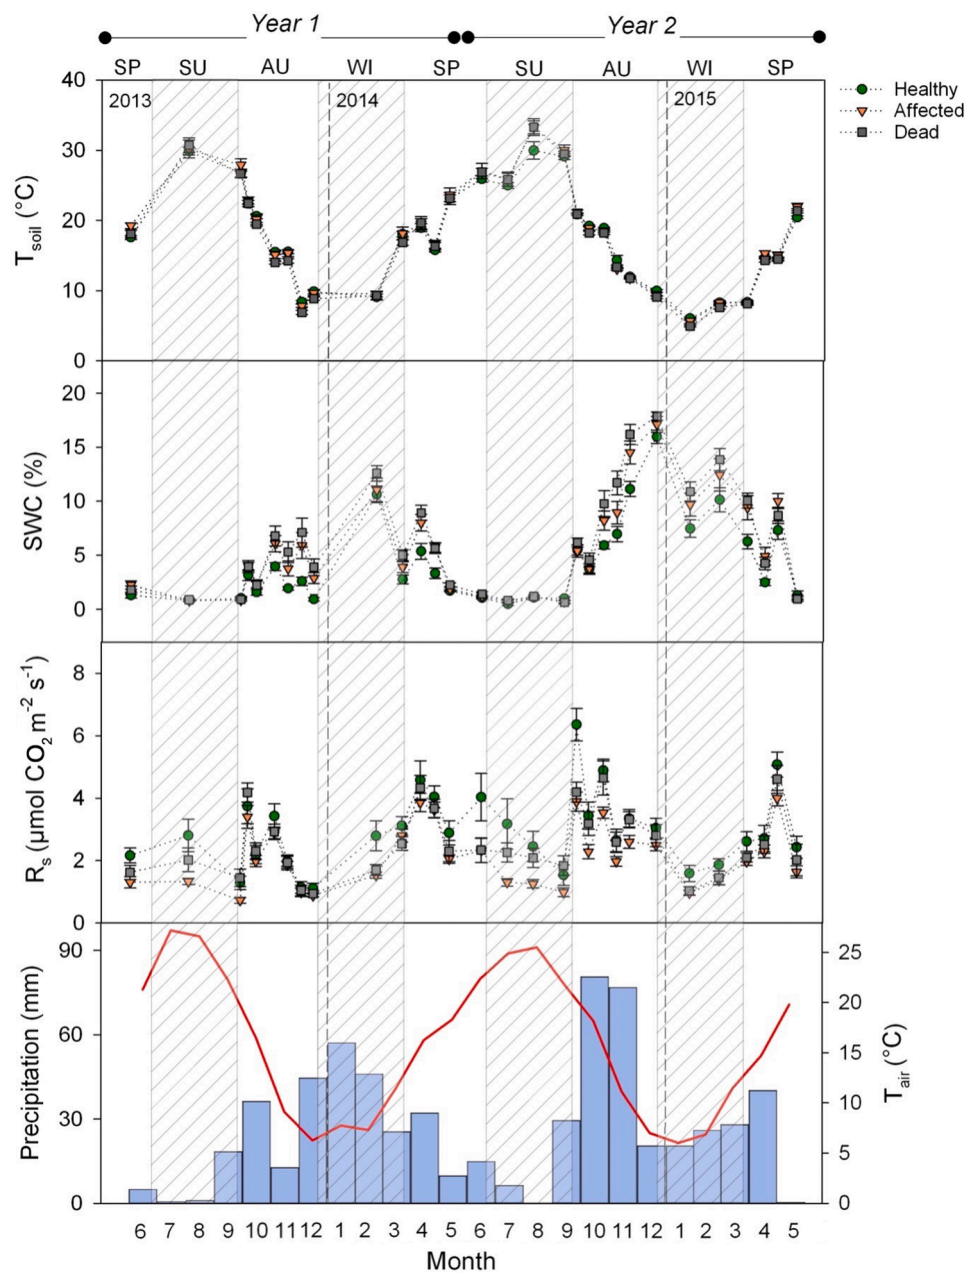 Year 1 Year 2
SP SU AU WI SP SU AU WI SP
40
2013 2014 2015
Healthy
Affected
Dead
30
20
10
0
Tsoil (°C)
20
15
10
5
0
SWC (%)
8
6
4
2
0
Rs (µmol CO2 m-2 s-1)
90
60
30
0
Precipitation (mm)
25
20
15
10
5
0
Tair (°C)
6 7 8 9 10 11 12 1 2 3 4 5 6 7 8 9 10 11 12 1 2 3 4 5
Month